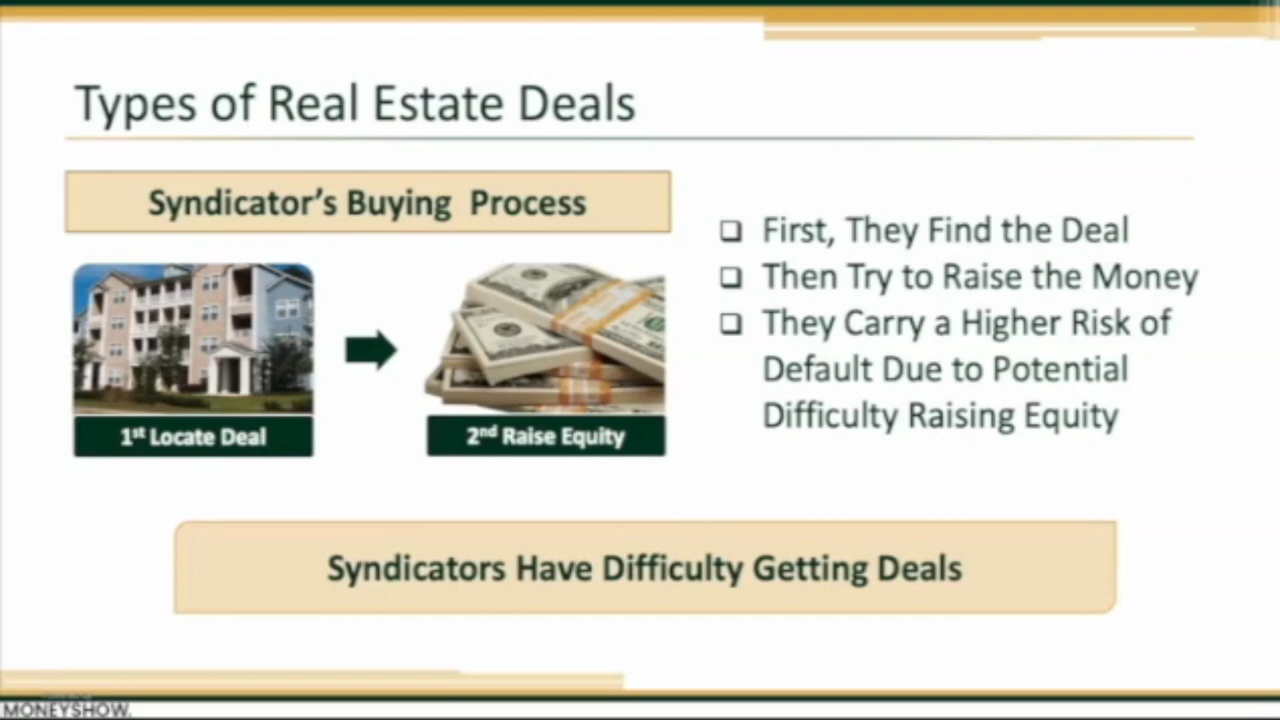 Types of Real Estate Deals
Syndicator's Buying Process
❑ First, They Find the Deal
❑ Then Try to Raise the Money
❑ They Carry a Higher Risk of
Default Due to Potential
Difficulty Raising Equity
1st Locate Deal
2nd Raise Equity
Syndicators Have Difficulty Getting Deals
MONEYSHOW.